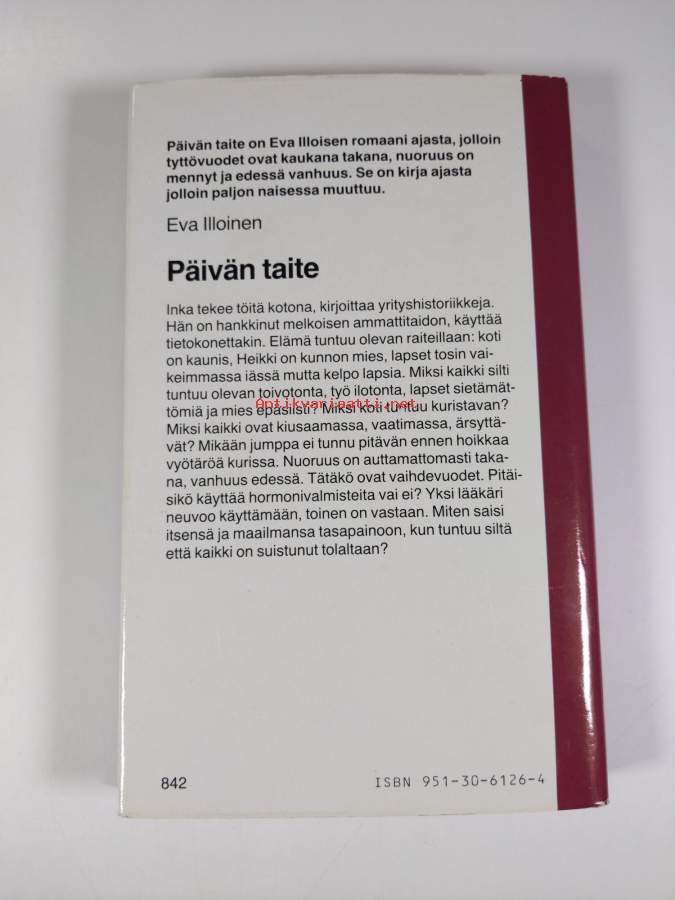 Päivän taite on Eva Illoisen romaani ajasta, jolloin
tyttövuodet ovat kaukana takana, nuoruus on
mennyt ja edessä vanhuus. Se on kirja ajasta
jolloin paljon naisessa muuttuu.
Eva Illoinen
Päivän taite
Inka tekee töitä kotona, kirjoittaa yrityshistoriikkeja.
Hän on hankkinut melkoisen ammattitaidon, käyttää
tietokonettakin. Elämä tuntuu olevan raiteillaan: koti
on kaunis, Heikki on kunnon mies, lapset tosin vai-
keimmassa iässä mutta kelpo lapsia. Miksi kaikki silti
tuntuu olevan toivotonta, työ ilotonta, lapset sietämät-
tömiä ja mies epäsiisti? Miksi koti tuntuu kuristavan?
Antikvariaatti.net
Miksi kaikki ovat kiusaamassa, vaatimassa, ärsyttä-
vät? Mikään jumppa ei tunnu pitävän ennen hoikkaa
vyötäröä kurissa. Nuoruus on auttamattomasti taka-
na, vanhuus edessä. Tätäkö ovat vaihdevuodet. Pitäi-
sikö käyttää hormonivalmisteita vai ei? Yksi lääkäri
neuvoo käyttämään, toinen on vastaan. Miten saisi
itsensä ja maailmansa tasapainoon, kun tuntuu siltä
että kaikki on suistunut tolaltaan?
842
ISBN 951-30-6126-4